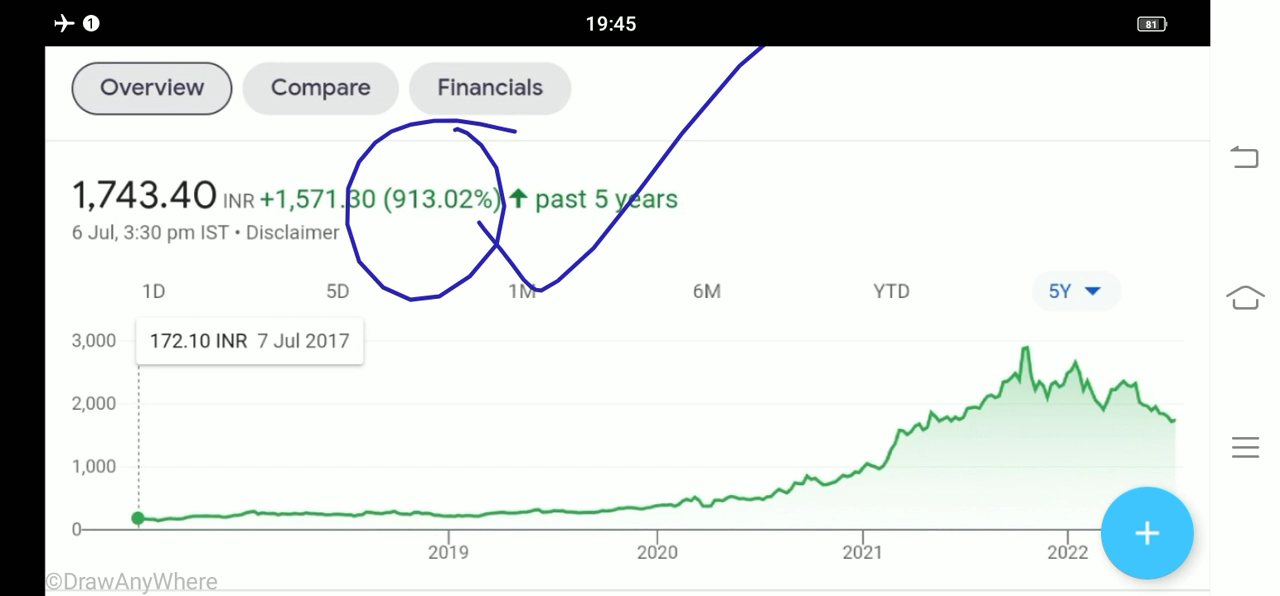 19:45
1
81
Overview Compare Financials
1,743.40 INR +1,571.30 (913.02%) past 5 years
6 Jul, 3:30 pm IST • Disclaimer
1D 5D 1M 6M YTD 5Y
172.10 INR 7 Jul 2017
3,000
2,000
1,000
0
2019 2020 2021 2022
©DrawAnyWhere